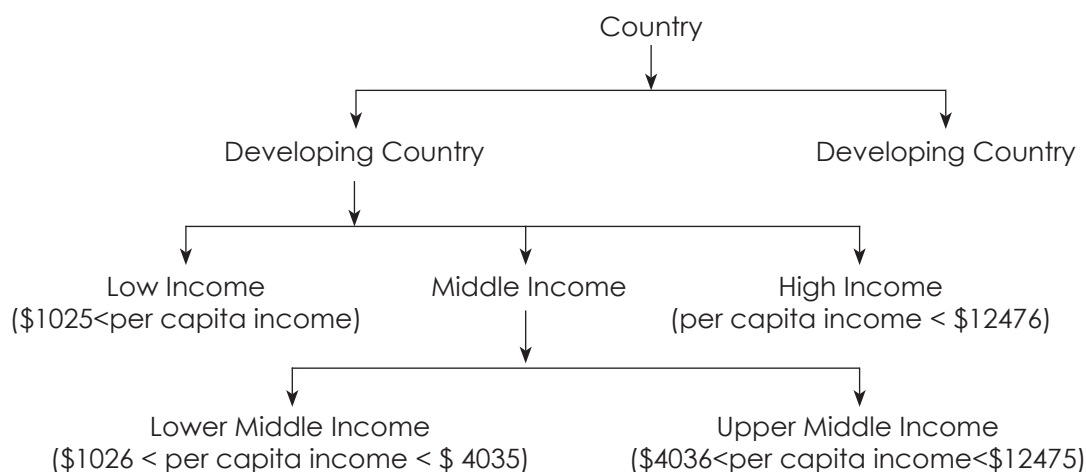 Country
Developing Country
Developing Country
Low Income
($1025<per capita income)
Middle Income
High Income
(per capita income < $12476)
Lower Middle Income
($1026 < per capita income < $ 4035)
Upper Middle Income
($4036<per capita income<$12475)